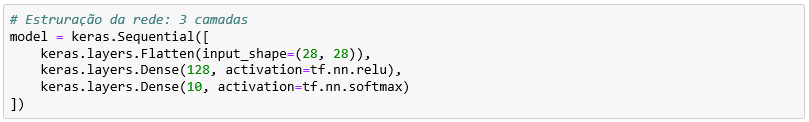 # Estruração da rede: 3 camadas
model = keras.Sequential([
    keras.layers.Flatten(input_shape=(28, 28)),
    keras.layers.Dense(128, activation=tf.nn.relu),
    keras.layers.Dense(10, activation=tf.nn.softmax)
])